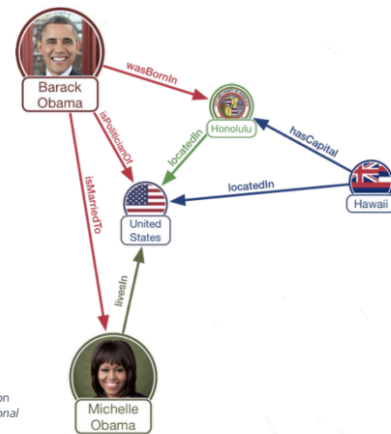 wasBornIn
Barack
Obama
isPoliticianOf
Honolulu
locatedIn
hasCapital
locatedIn
Hawaii
United
States
isMarriedTo
livesIn
on
onal
Michelle
Obama